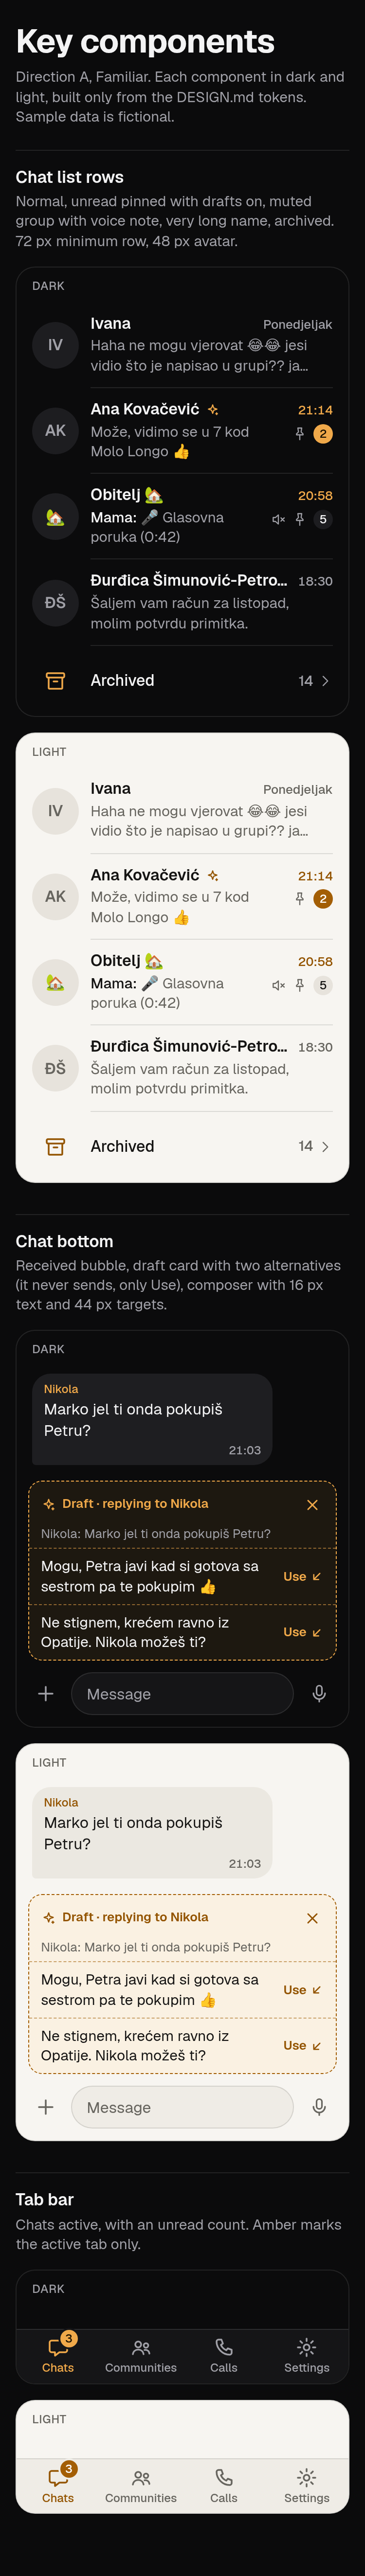 Key components
Direction A, Familiar. Each component in dark and
light, built only from the DESIGN.md tokens.
Sample data is fictional.
Chat list rows
Normal, unread pinned with drafts on, muted
group with voice note, very long name, archived.
72 px minimum row, 48 px avatar.
DARK
IV
Ivana
Ponedjeljak
Haha ne mogu vjerovat 😂😂 jesi
vidio što je napisao u grupi?? ja…
AK
Ana Kovačević
21:14
Može, vidimo se u 7 kod
Molo Longo 👍
2
Obitelj 🏡
20:58
Mama: 🎤 Glasovna
poruka (0:42)
5
ĐŠ
Đurđica Šimunović-Petro…
18:30
Šaljem vam račun za listopad,
molim potvrdu primitka.
Archived
14
LIGHT
IV
Ivana
Ponedjeljak
Haha ne mogu vjerovat 😂😂 jesi
vidio što je napisao u grupi?? ja…
AK
Ana Kovačević
21:14
Može, vidimo se u 7 kod
Molo Longo 👍
2
Obitelj 🏡
20:58
Mama: 🎤 Glasovna
poruka (0:42)
5
ĐŠ
Đurđica Šimunović-Petro…
18:30
Šaljem vam račun za listopad,
molim potvrdu primitka.
Archived
14
Chat bottom
Received bubble, draft card with two alternatives
(it never sends, only Use), composer with 16 px
text and 44 px targets.
DARK
Nikola
Marko jel ti onda pokupiš
Petru?
21:03
Draft · replying to Nikola
Nikola: Marko jel ti onda pokupiš Petru?
Mogu, Petra javi kad si gotova sa
sestrom pa te pokupim 👍
Use
Ne stignem, krećem ravno iz
Opatije. Nikola možeš ti?
Use
Message
LIGHT
Nikola
Marko jel ti onda pokupiš
Petru?
21:03
Draft · replying to Nikola
Nikola: Marko jel ti onda pokupiš Petru?
Mogu, Petra javi kad si gotova sa
sestrom pa te pokupim 👍
Use
Ne stignem, krećem ravno iz
Opatije. Nikola možeš ti?
Use
Message
Tab bar
Chats active, with an unread count. Amber marks
the active tab only.
DARK
3
Chats
Communities
Calls
Settings
LIGHT
3
Chats
Communities
Calls
Settings